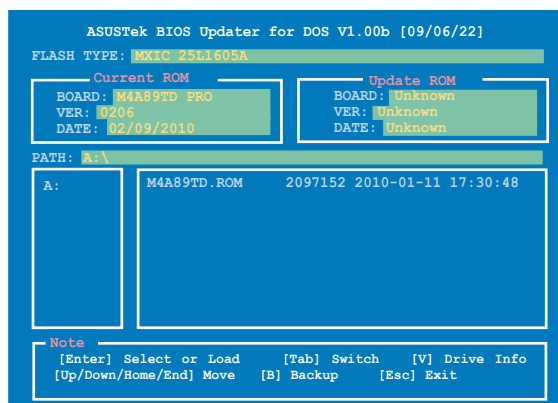 ASUSTek BIOS Updater for DOS V1.00b [09/06/22]
FLASH TYPE: MXIC 25L1605A
Current ROM
BOARD: M4A89TD PRO
VER: 0206
DATE: 02/09/2010
Update ROM
BOARD: Unknown
VER: Unknown
DATE: Unknown
PATH: A:\
A:
M4A89TD.ROM 2097152 2010-01-11 17:30:48
Note
[Enter] Select or Load [Tab] Switch [V] Drive Info
[Up/Down/Home/End] Move [B] Backup [Esc] Exit